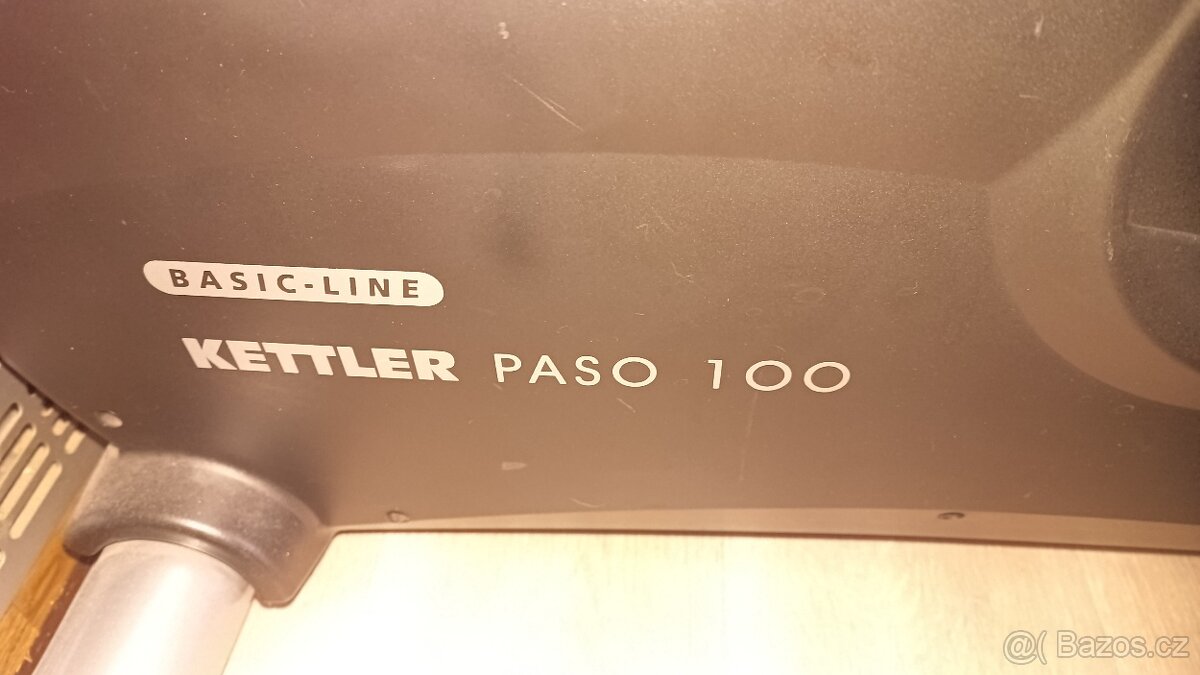 BASIC-LINE
KETTLER PASO 100
@( Bazos.cz